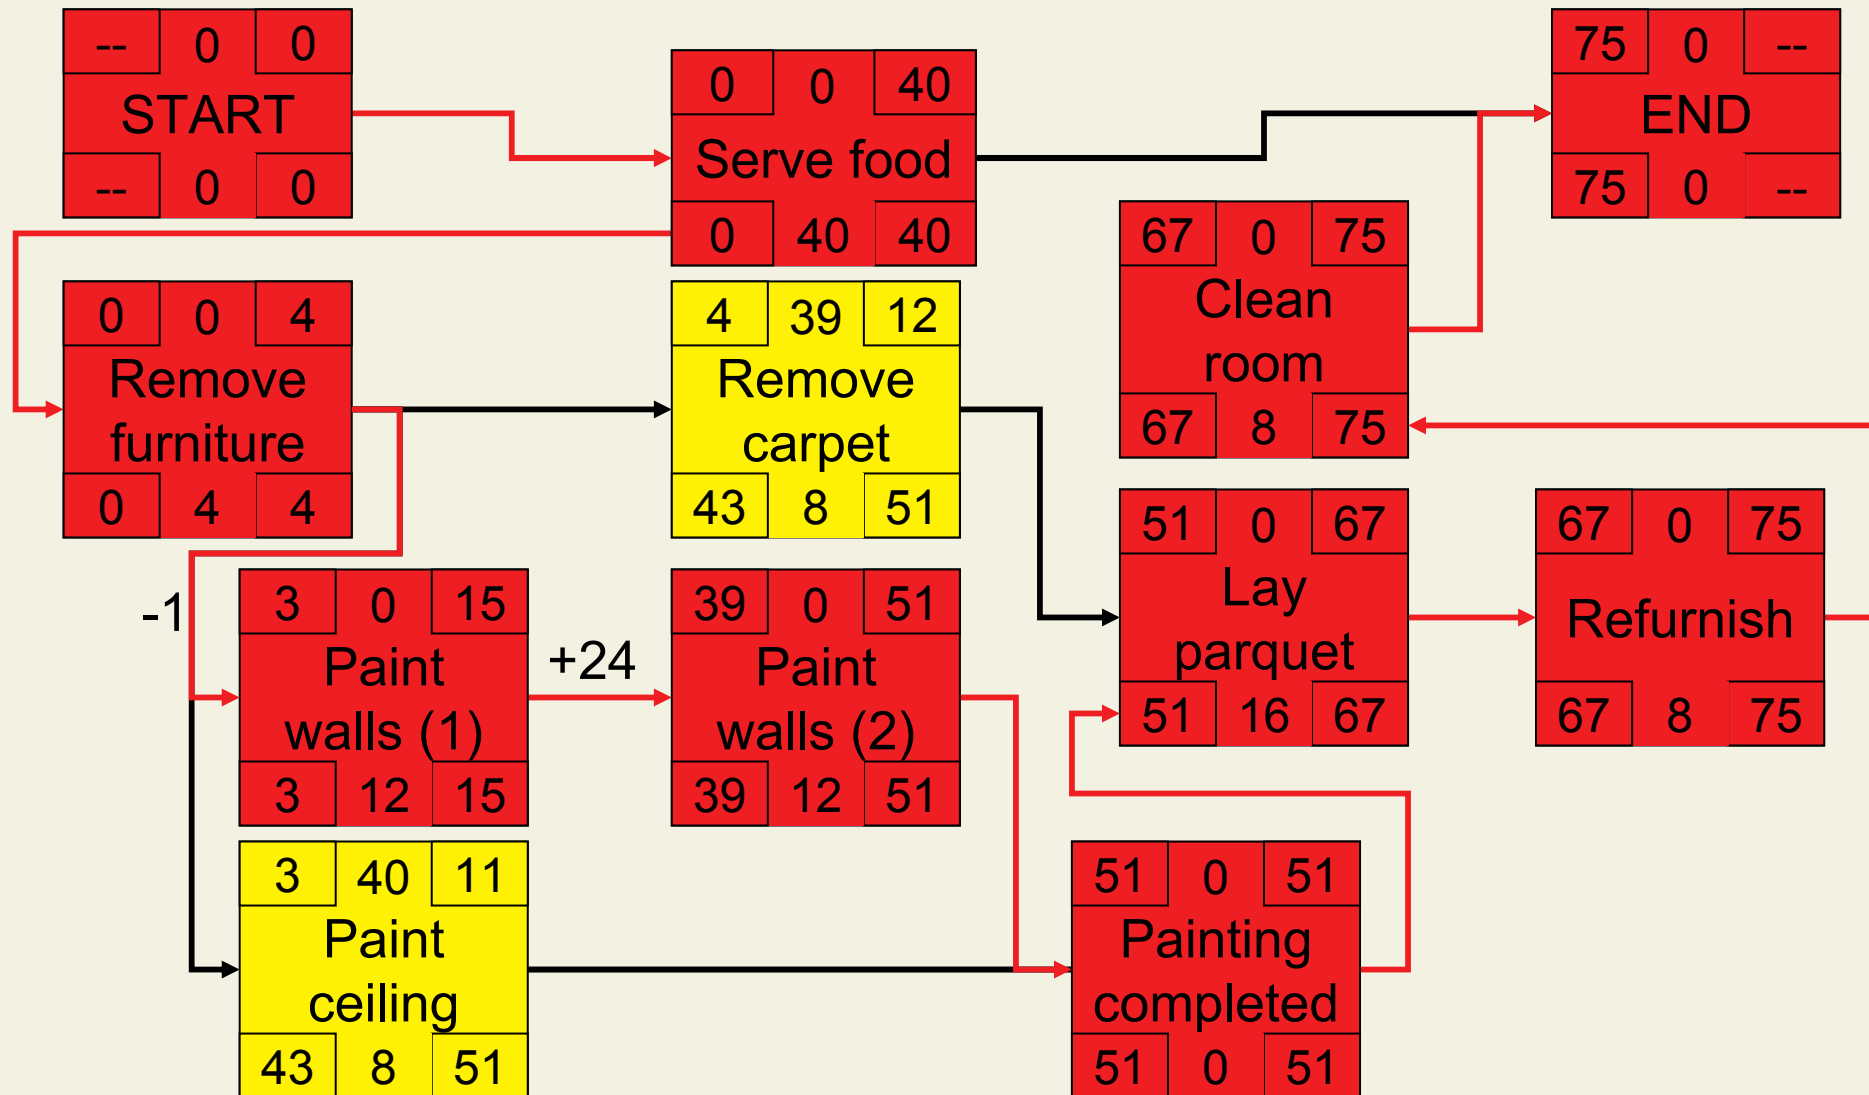 -- 0 0
START
-- 0 0
0 0 40
Serve food
0 40 40
75 0 --
END
75 0 --
67 0 75
Clean
room
67 8 75
0 0 4
Remove
furniture
0 4 4
4 39 12
Remove
carpet
43 8 51
51 0 67
Lay
parquet
51 16 67
67 0 75
Refurnish
67 8 75
-1
3 0 15
Paint
walls (1)
3 12 15
+24
39 0 51
Paint
walls (2)
39 12 51
3 40 11
Paint
ceiling
43 8 51
51 0 51
Painting
completed
51 0 51